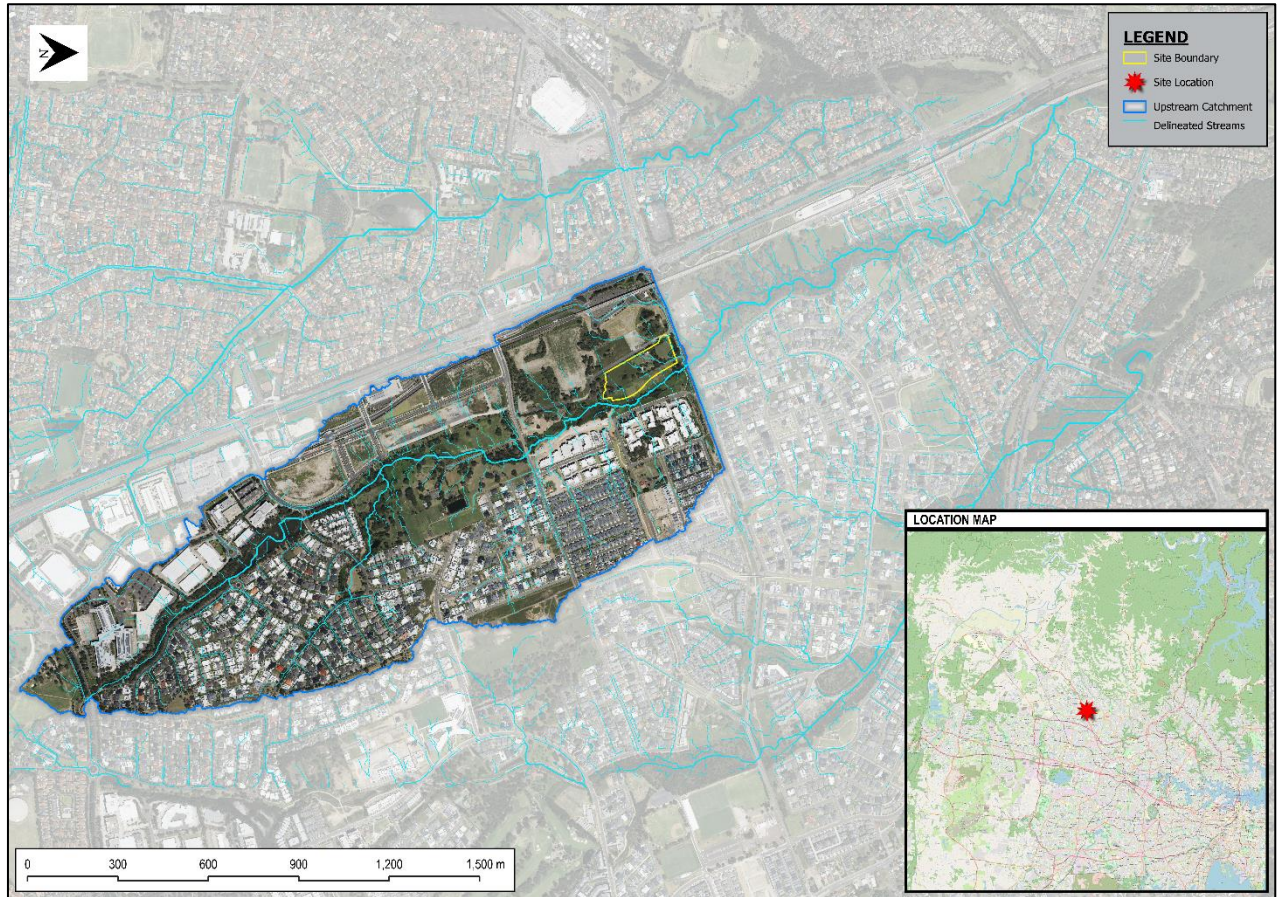 N
LEGEND
Site Boundary
Site Location
Upstream Catchment
Delineated Streams
LOCATION MAP
0 300 600 900 1,200 1,500 m